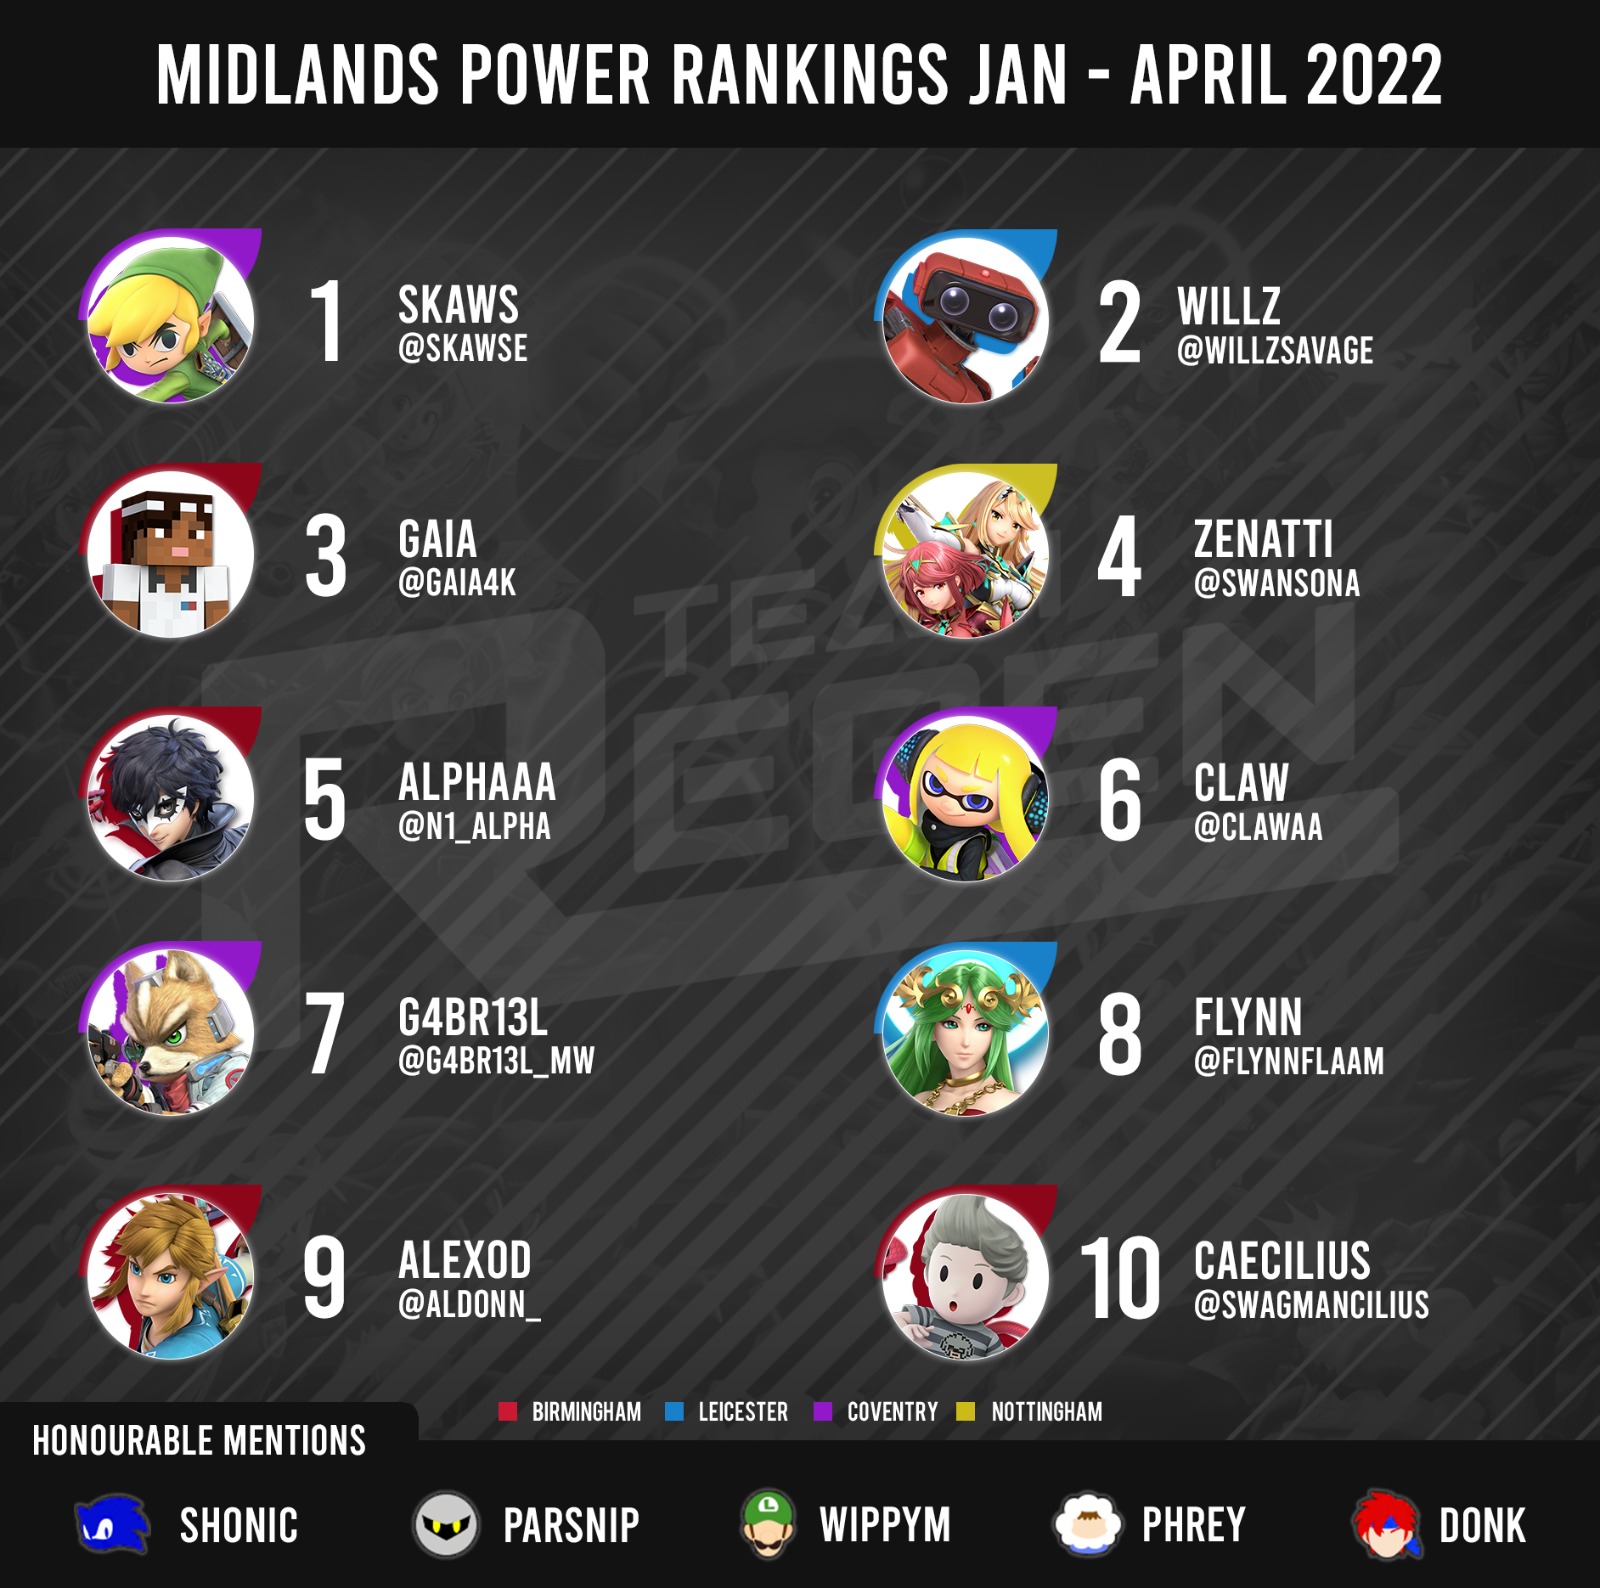 MIDLANDS POWER RANKINGS JAN - APRIL 2022
1
SKAWS
@SKAWSE
2
WILLZ
@WILLZSAVAGE
3
GAIA
@GAIA4K
4
ZENATTI
@SWANSONA
TEAM
REGEN
5
ALPHAAA
@N1_ALPHA
6
CLAW
@CLAWAA
7
G4BR13L
@G4BR13L_MW
8
FLYNN
@FLYNNFLAAM
9
ALEXOD
@ALDONN_
10
CAECILIUS
@SWAGMANCILIUS
BIRMINGHAM LEICESTER COVENTRY NOTTINGHAM
HONOURABLE MENTIONS
SHONIC PARSNIP L WIPPYM PHREY DONK